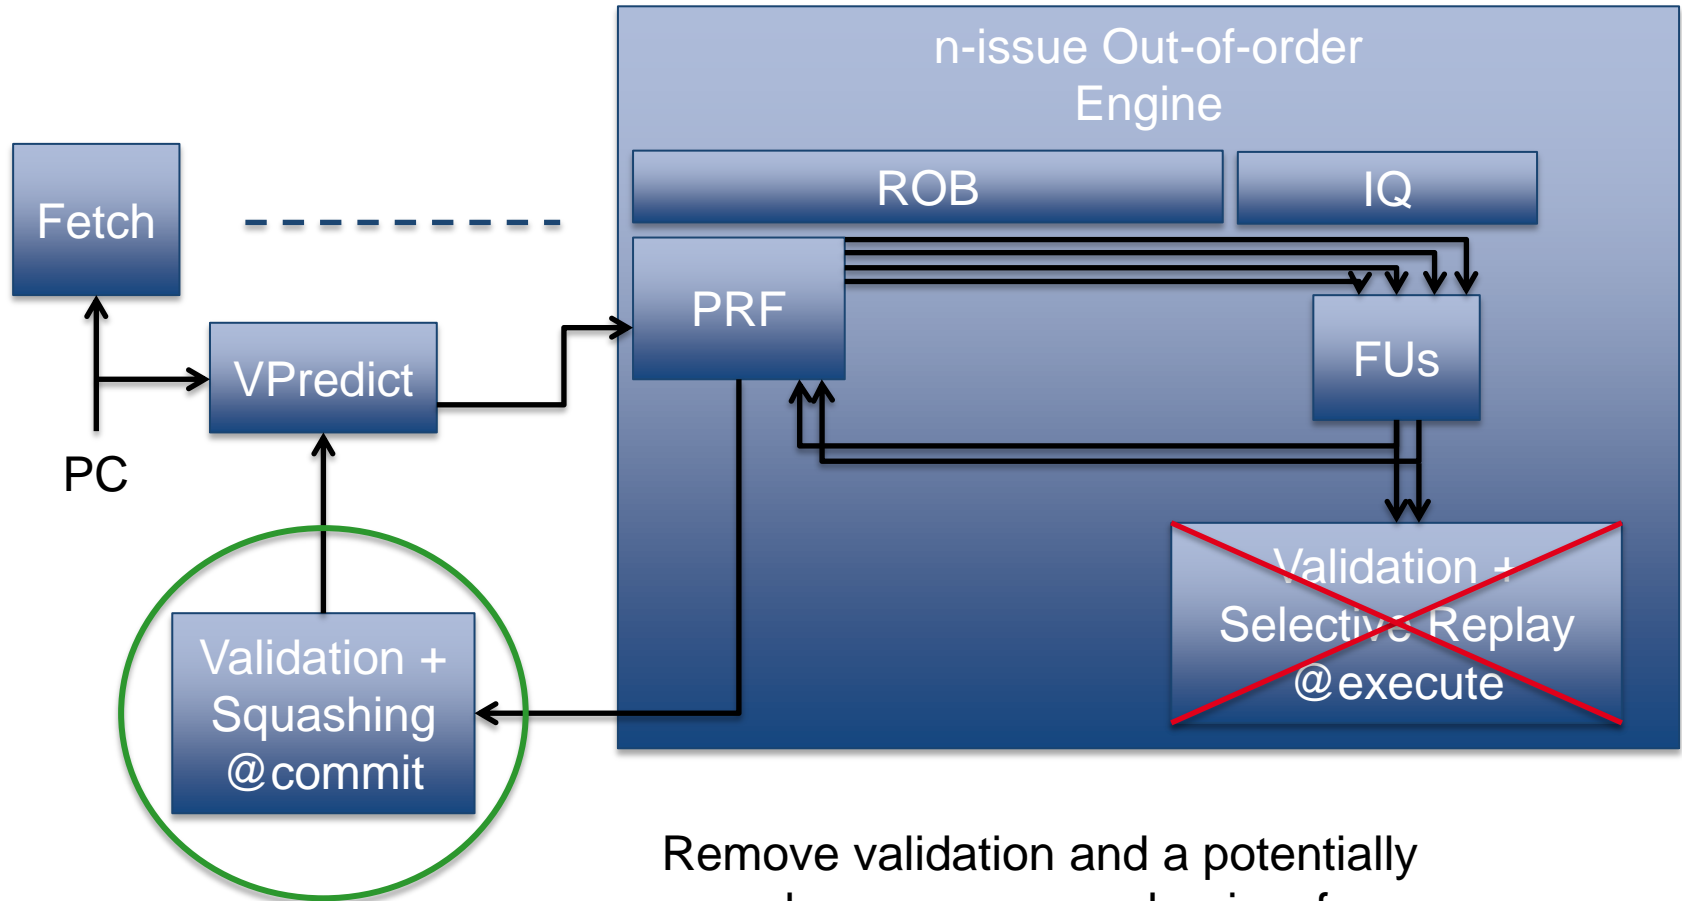 n-issue Out-of-order
Engine
ROB
IQ
Fetch
PRF
VPredict
FUs
PC
Validation +
Squashing
@commit
Validation +
Selective Replay
@execute
Remove validation and a potentially